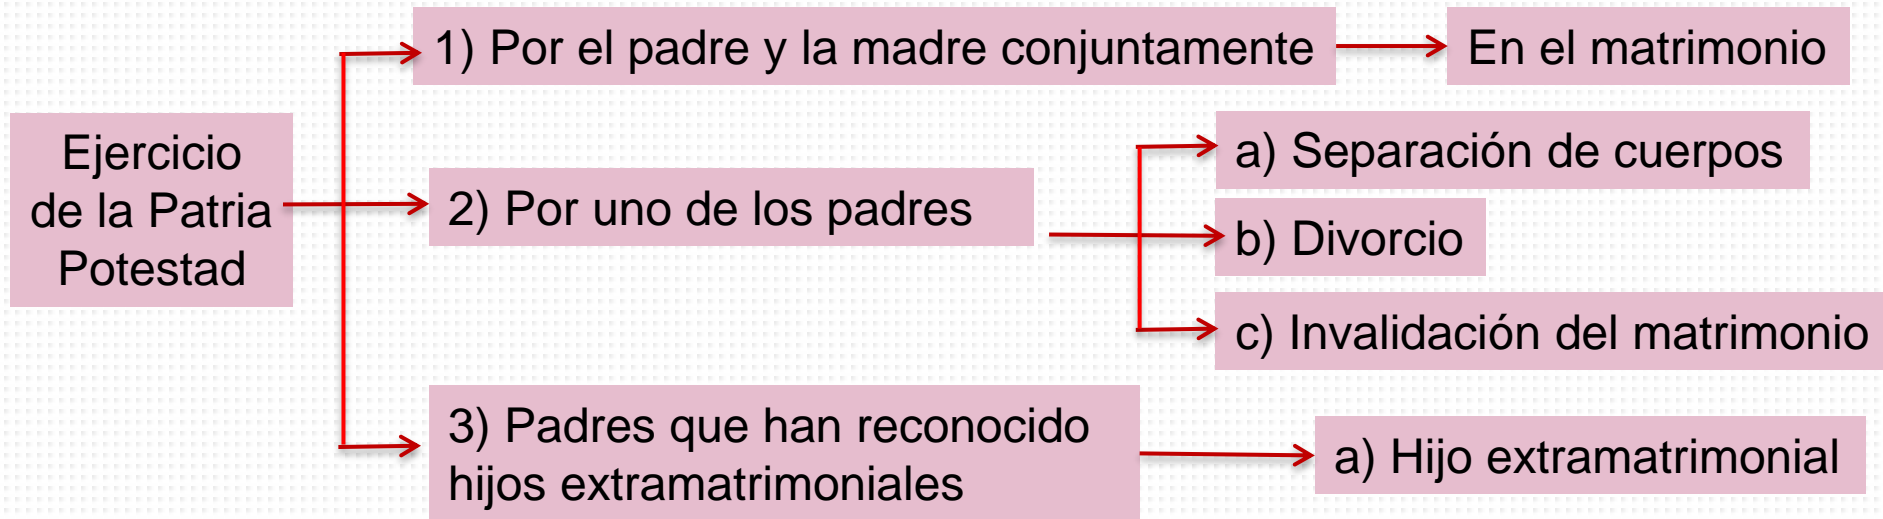 Ejercicio
de la Patria
Potestad
1) Por el padre y la madre conjuntamente
En el matrimonio
2) Por uno de los padres
a) Separación de cuerpos
b) Divorcio
c) Invalidación del matrimonio
3) Padres que han reconocido
hijos extramatrimoniales
a) Hijo extramatrimonial